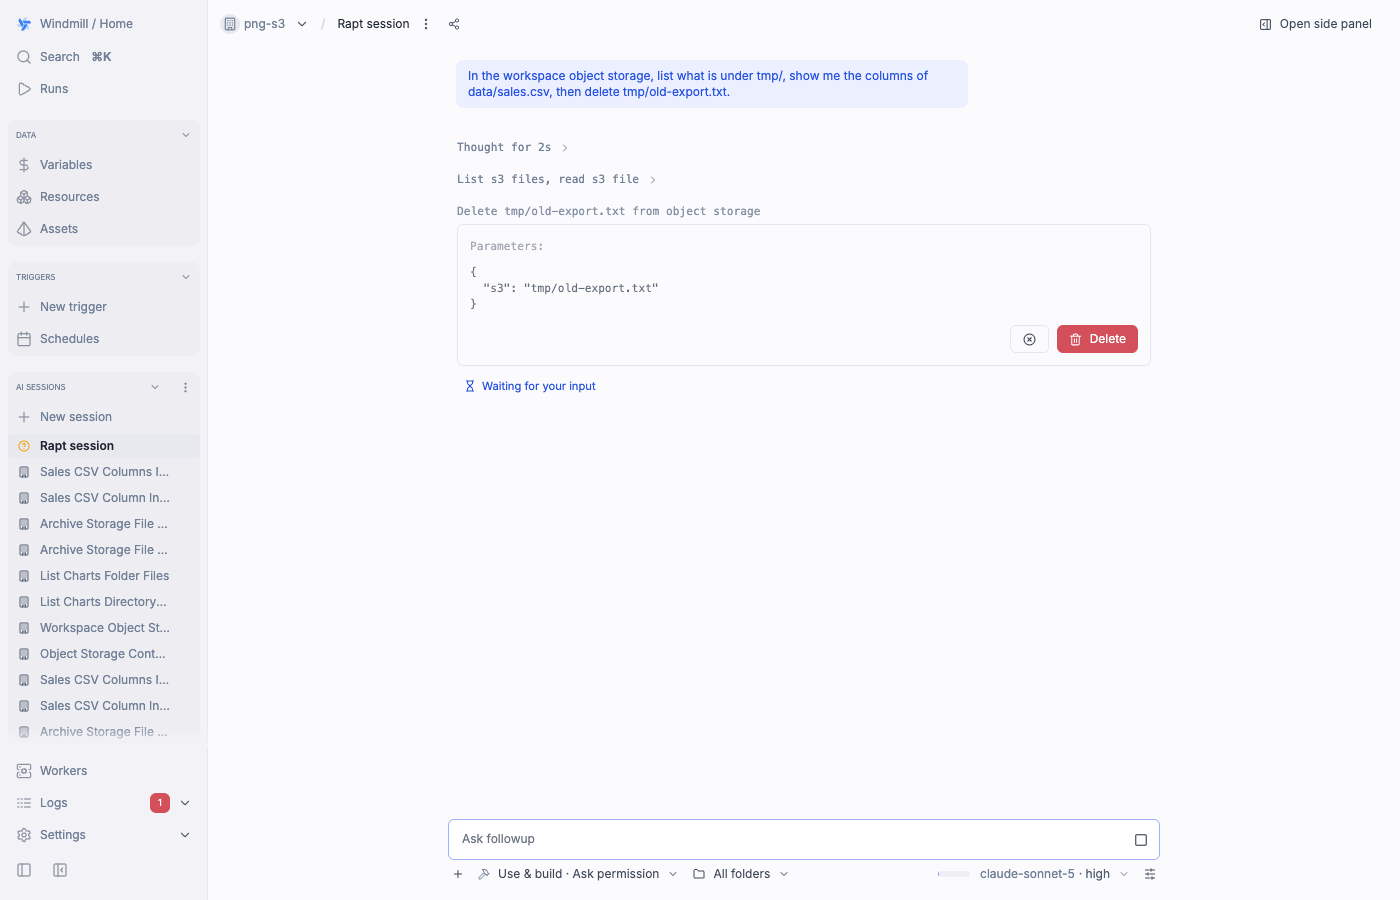 Windmill / Home
Search ⌘K
Runs
DATA
Variables
Resources
Assets
TRIGGERS
New trigger
Schedules
AI SESSIONS
New session
Rapt session
Sales CSV Columns I...
Sales CSV Column In...
Archive Storage File ...
Archive Storage File ...
List Charts Folder Files
List Charts Directory...
Workspace Object St...
Object Storage Cont...
Sales CSV Columns I...
Sales CSV Column In...
Archive Storage File ...
Workers
Logs 1
Settings
png-s3 / Rapt session
Open side panel
In the workspace object storage, list what is under tmp/, show me the columns of
data/sales.csv, then delete tmp/old-export.txt.
Thought for 2s
List s3 files, read s3 file
Delete tmp/old-export.txt from object storage
Parameters:
{
"s3": "tmp/old-export.txt"
}
Delete
Waiting for your input
Ask followup
Use & build · Ask permission All folders claude-sonnet-5 · high